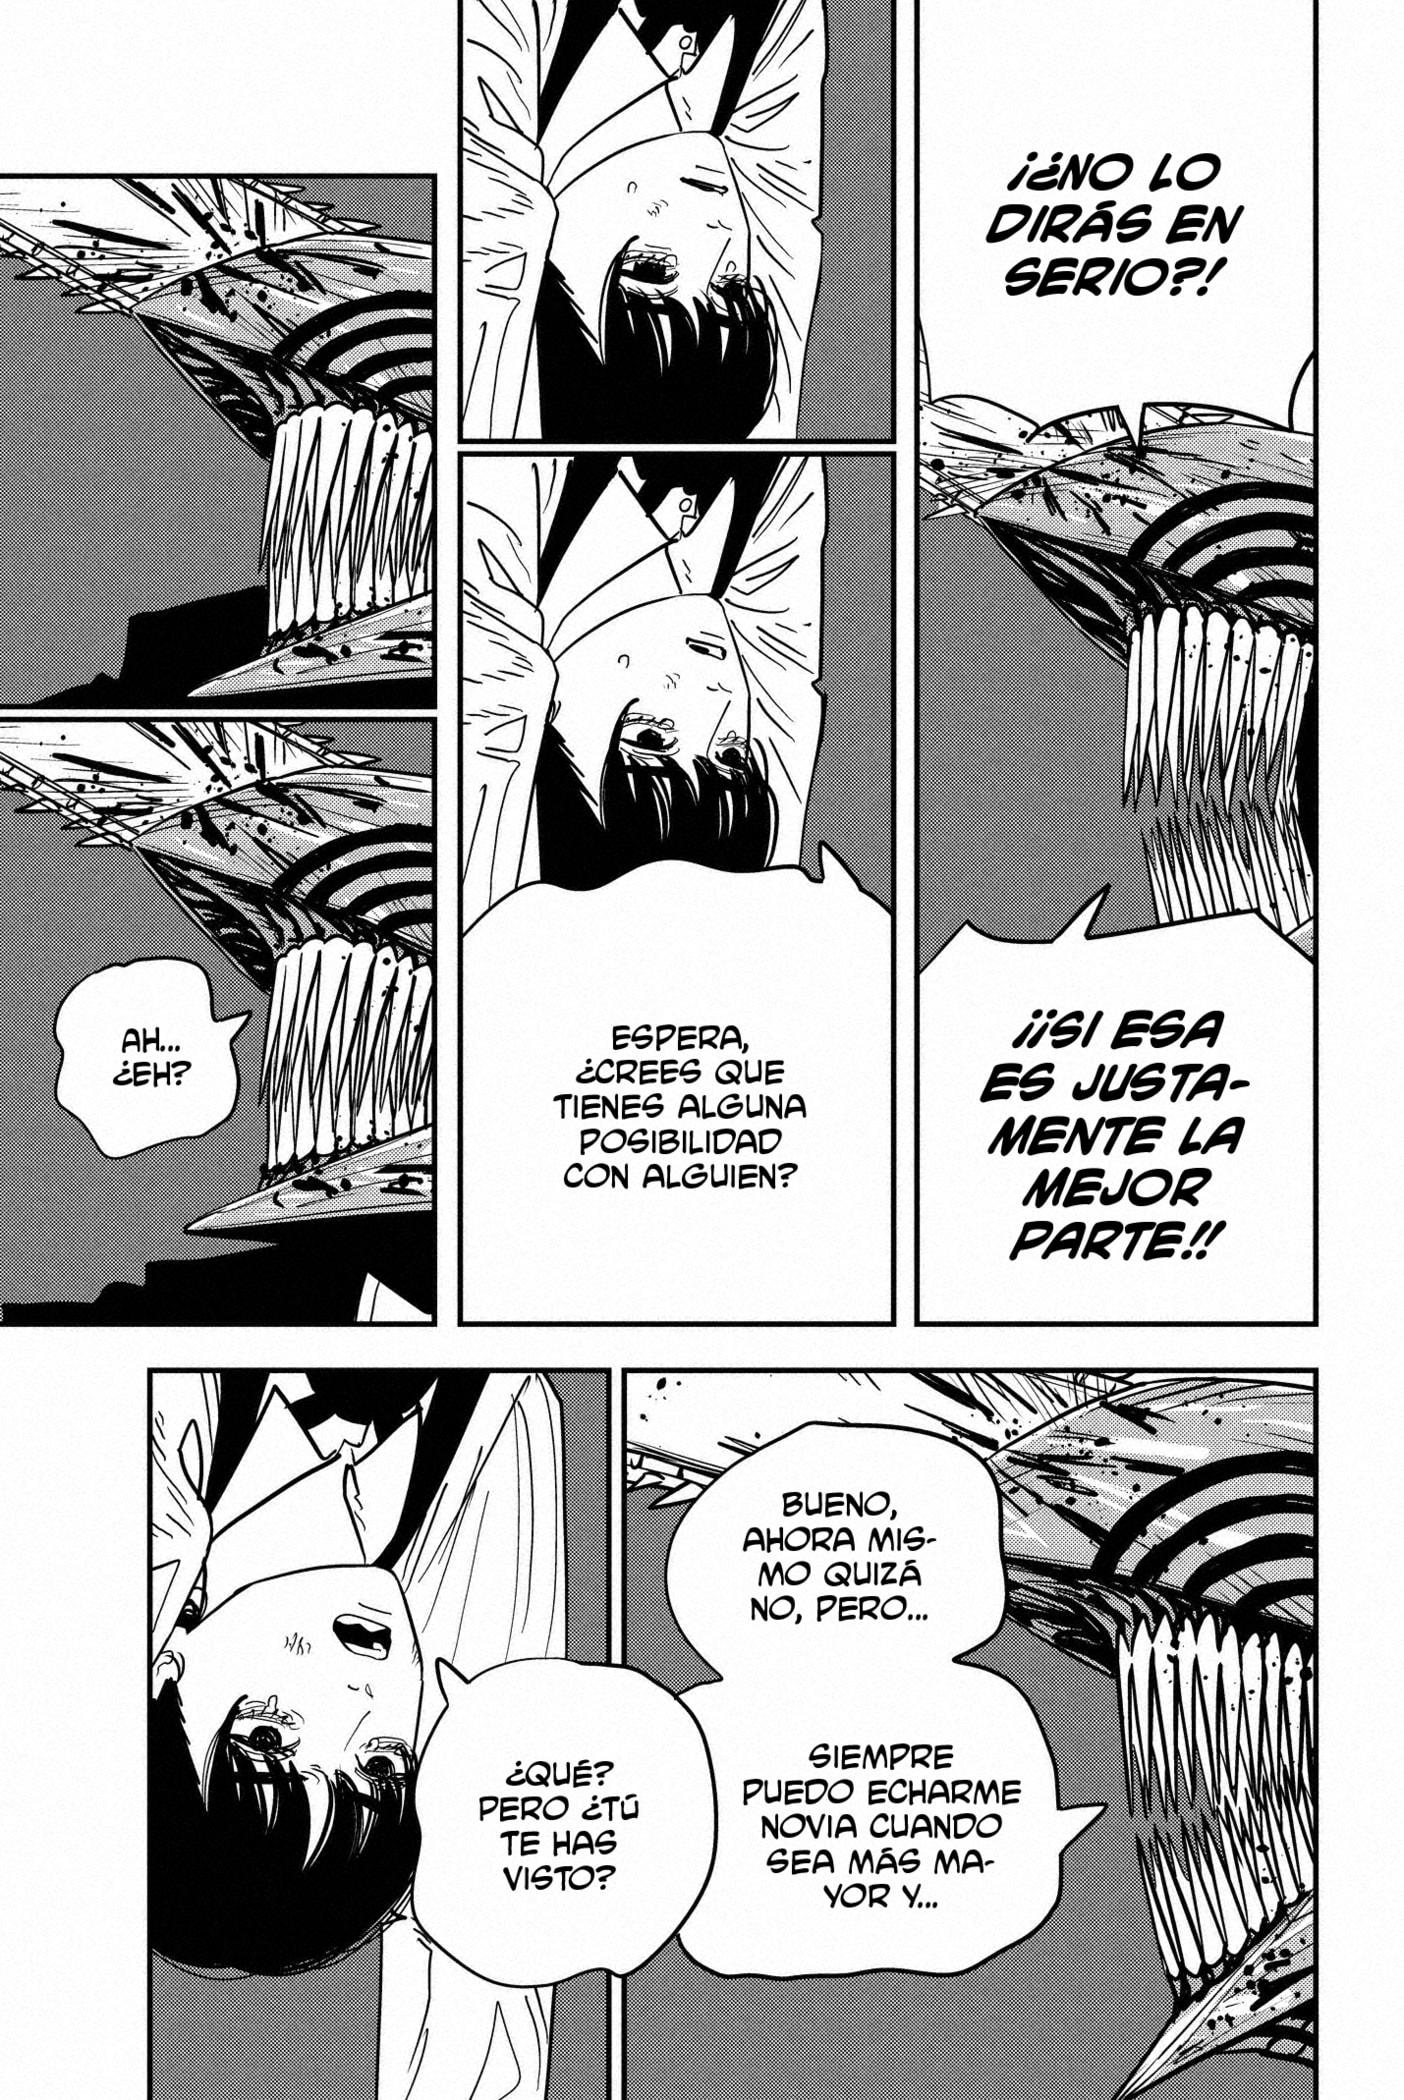 ¡¿NO LO
DIRÁS EN
SERIO?!
¡¡SI ESA
ES JUSTA-
MENTE LA
MEJOR
PARTE!!
ESPERA,
¿CREES QUE
TIENES ALGUNA
POSIBILIDAD
CON ALGUIEN?
AH...
¿EH?
BUENO,
AHORA MIS-
MO QUIZÁ
NO, PERO...
SIEMPRE
PUEDO ECHARME
NOVIA CUANDO
SEA MÁS MA-
YOR Y...
¿QUÉ?
PERO ¿TÚ
TE HAS
VISTO?